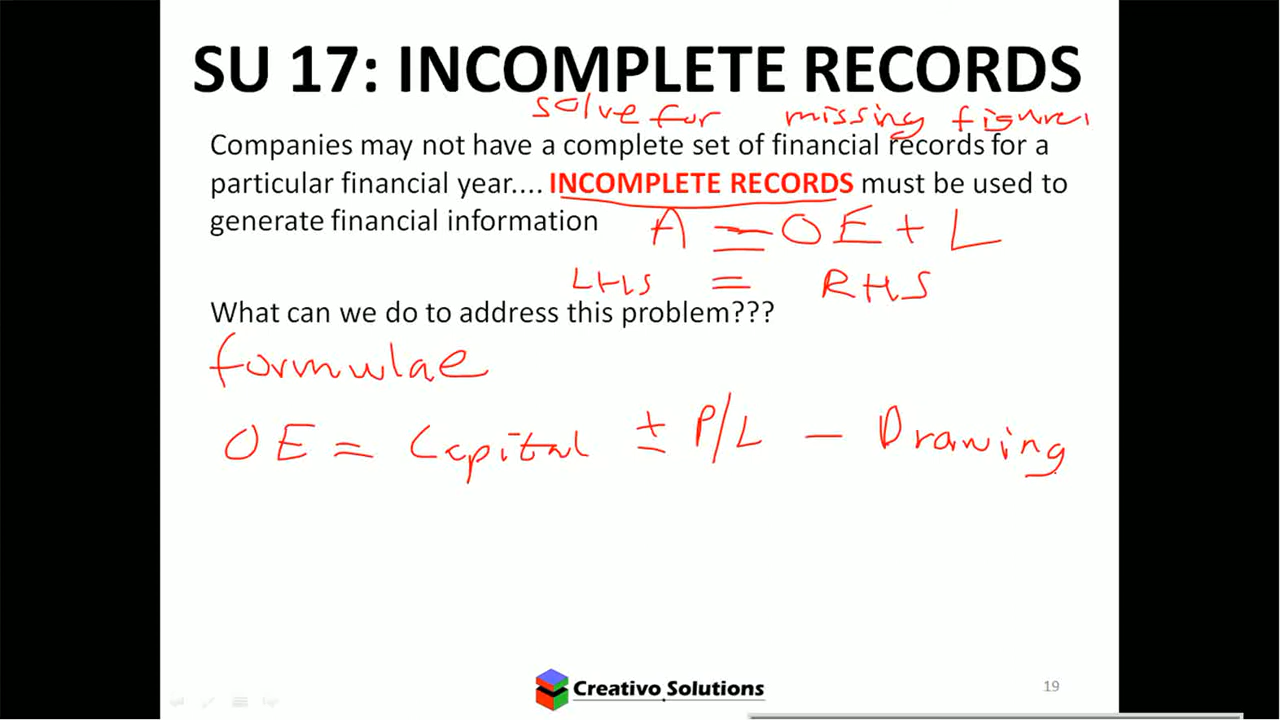 SU 17: INCOMPLETE RECORDS
solve for missing figure
Companies may not have a complete set of financial records for a
particular financial year.... INCOMPLETE RECORDS must be used to
generate financial information
A = OE + L
LHS = RHS
What can we do to address this problem???
formulae
OE = Capital ± P/L - Drawing
Creativo Solutions
19